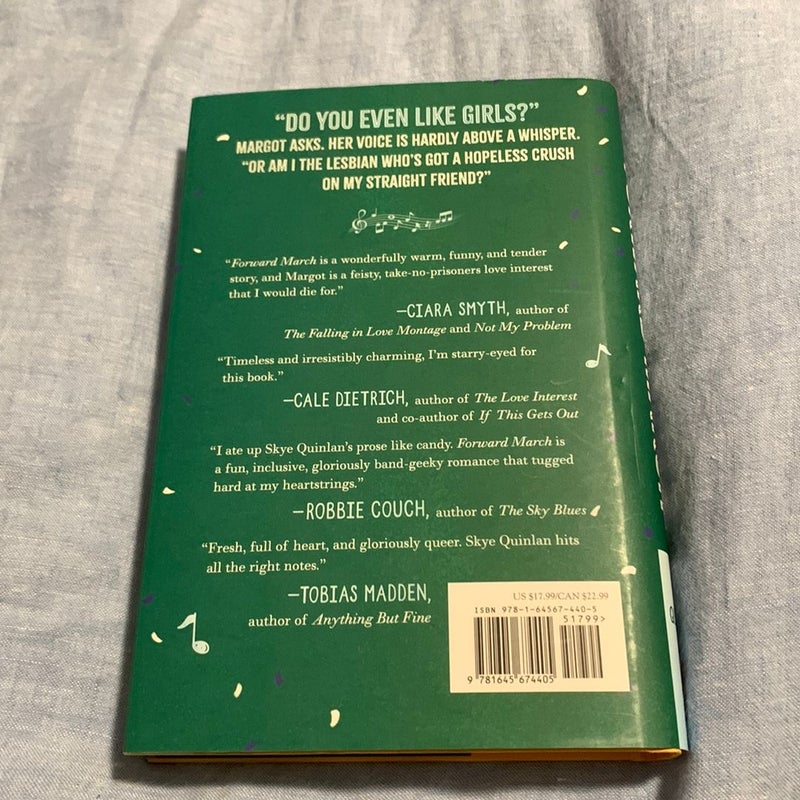 “DO YOU EVEN LIKE GIRLS?”
MARGOT ASKS. HER VOICE IS HARDLY ABOVE A WHISPER.
“OR AM I THE LESBIAN WHO’S GOT A HOPELESS CRUSH
ON MY STRAIGHT FRIEND?”
“Forward March is a wonderfully warm, funny, and tender
story, and Margot is a feisty, take-no-prisoners love interest
that I would die for.”
—CIARA SMYTH, author of
The Falling in Love Montage and Not My Problem
“Timeless and irresistibly charming, I’m starry-eyed for
this book.”
—CALE DIETRICH, author of The Love Interest
and co-author of If This Gets Out
“I ate up Skye Quinlan’s prose like candy. Forward March is
a fun, inclusive, gloriously band-geeky romance that tugged
hard at my heartstrings.”
—ROBBIE COUCH, author of The Sky Blues
“Fresh, full of heart, and gloriously queer. Skye Quinlan hits
all the right notes.”
—TOBIAS MADDEN,
author of Anything But Fine
US $17.99/CAN $22.99
ISBN 978-1-64567-440-5
51799>
9 781645 674405